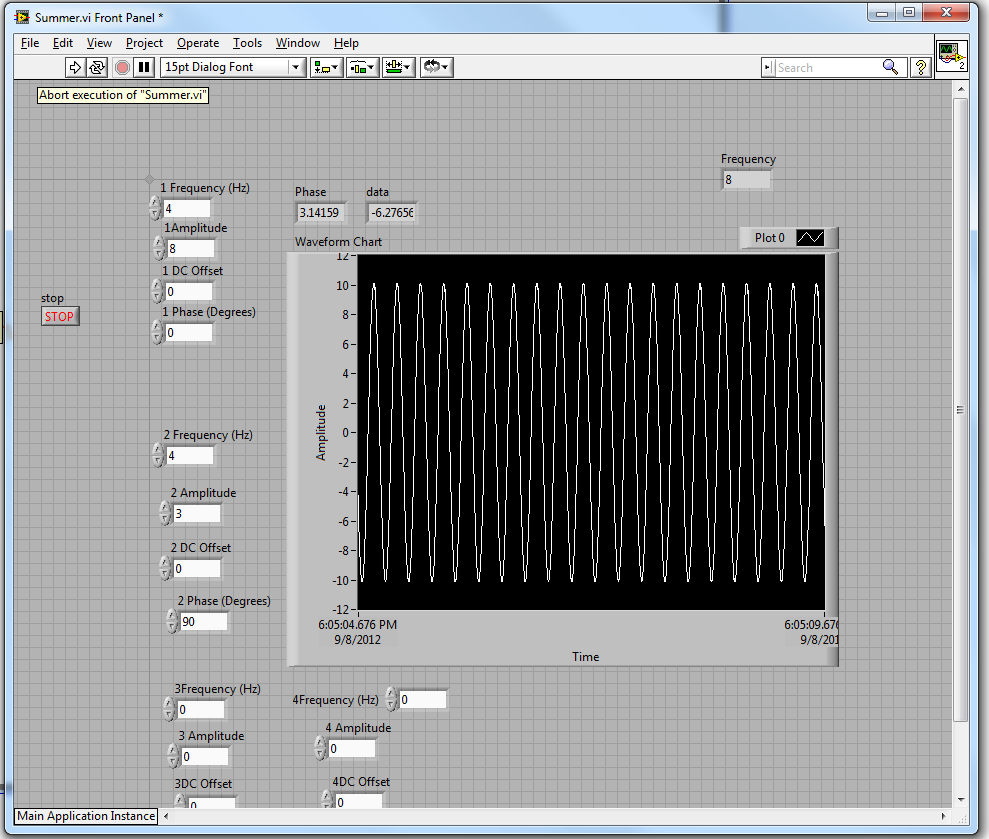 Summer.vi Front Panel *
File Edit View Project Operate Tools Window Help
15pt Dialog Font
Search
2
Abort execution of "Summer.vi"
Frequency
8
1 Frequency (Hz)
4
Phase
3.14159
data
-6.27656
1Amplitude
8
Waveform Chart
Plot 0
1 DC Offset
0
stop
STOP
1 Phase (Degrees)
0
2 Frequency (Hz)
4
2 Amplitude
3
2 DC Offset
0
2 Phase (Degrees)
90
Amplitude
12
10
8
6
4
2
0
-2
-4
-6
-8
-10
-12
6:05:04.676 PM
9/8/2012
6:05:09.676
9/8/201
Time
3Frequency (Hz)
0
4Frequency (Hz)
0
3 Amplitude
0
4 Amplitude
0
3DC Offset
0
4DC Offset
0
Main Application Instance